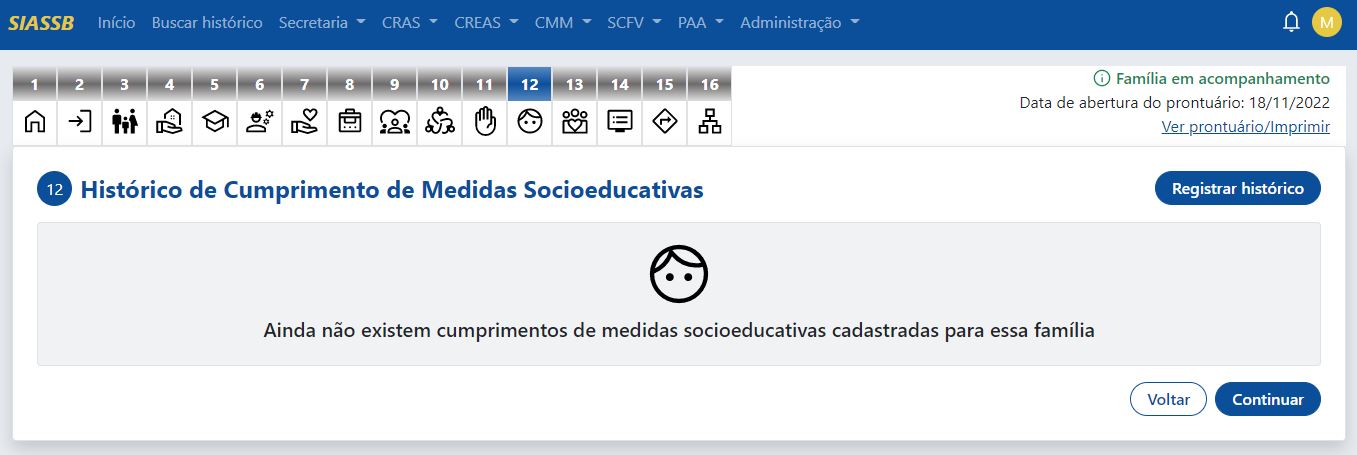 SIASSB Início Buscar histórico Secretaria CRAS CREAS CMM SCFV PAA Administração M
1 2 3 4 5 6 7 8 9 10 11 12 13 14 15 16
Família em acompanhamento
Data de abertura do prontuário: 18/11/2022
Ver prontuário/Imprimir
12 Histórico de Cumprimento de Medidas Socioeducativas Registrar histórico
Ainda não existem cumprimentos de medidas socioeducativas cadastradas para essa família
Voltar Continuar